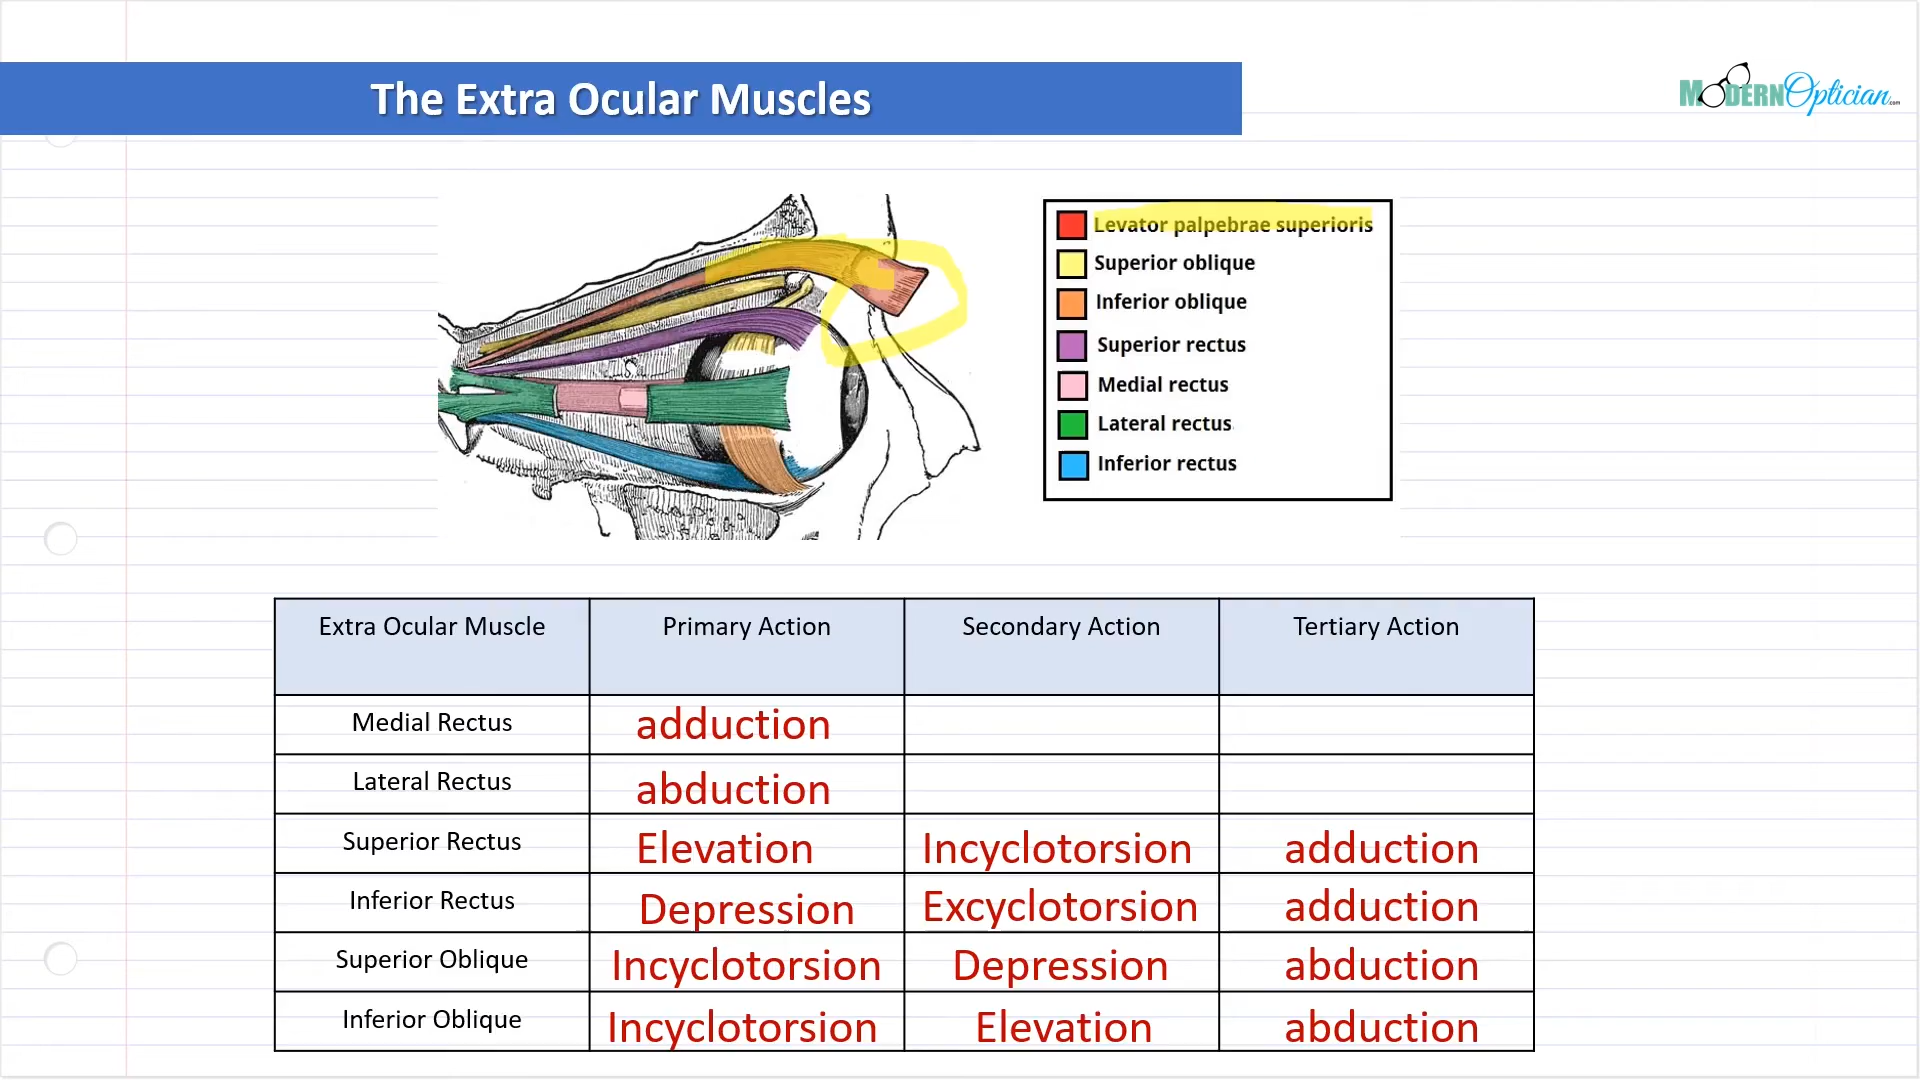 The Extra Ocular Muscles
MODERNOptician.com
Levator palpebrae superioris
Superior oblique
Inferior oblique
Superior rectus
Medial rectus
Lateral rectus
Inferior rectus
Extra Ocular Muscle Primary Action Secondary Action Tertiary Action
Medial Rectus adduction
Lateral Rectus abduction
Superior Rectus Elevation Incyclotorsion adduction
Inferior Rectus Depression Excyclotorsion adduction
Superior Oblique Incyclotorsion Depression abduction
Inferior Oblique Incyclotorsion Elevation abduction